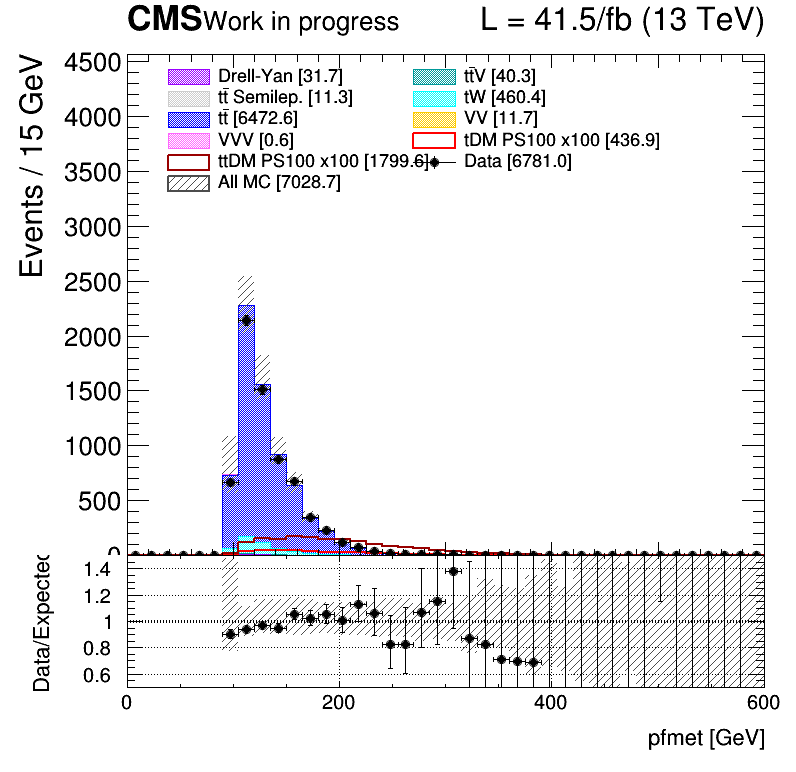 CMS Work in progress L = 41.5/fb (13 TeV)
Events / 15 GeV
4500
4000
3500
3000
2500
2000
1500
1000
500
0
Drell-Yan [31.7] tt̄V [40.3]
tt̄ Semilep. [11.3] tW [460.4]
tt̄ [6472.6] VV [11.7]
VVV [0.6] tDM PS100 x100 [436.9]
ttDM PS100 x100 [1799.6] Data [6781.0]
All MC [7028.7]
Data/Expected
1.4
1.2
1
0.8
0.6
0 200 400 600
pfmet [GeV]